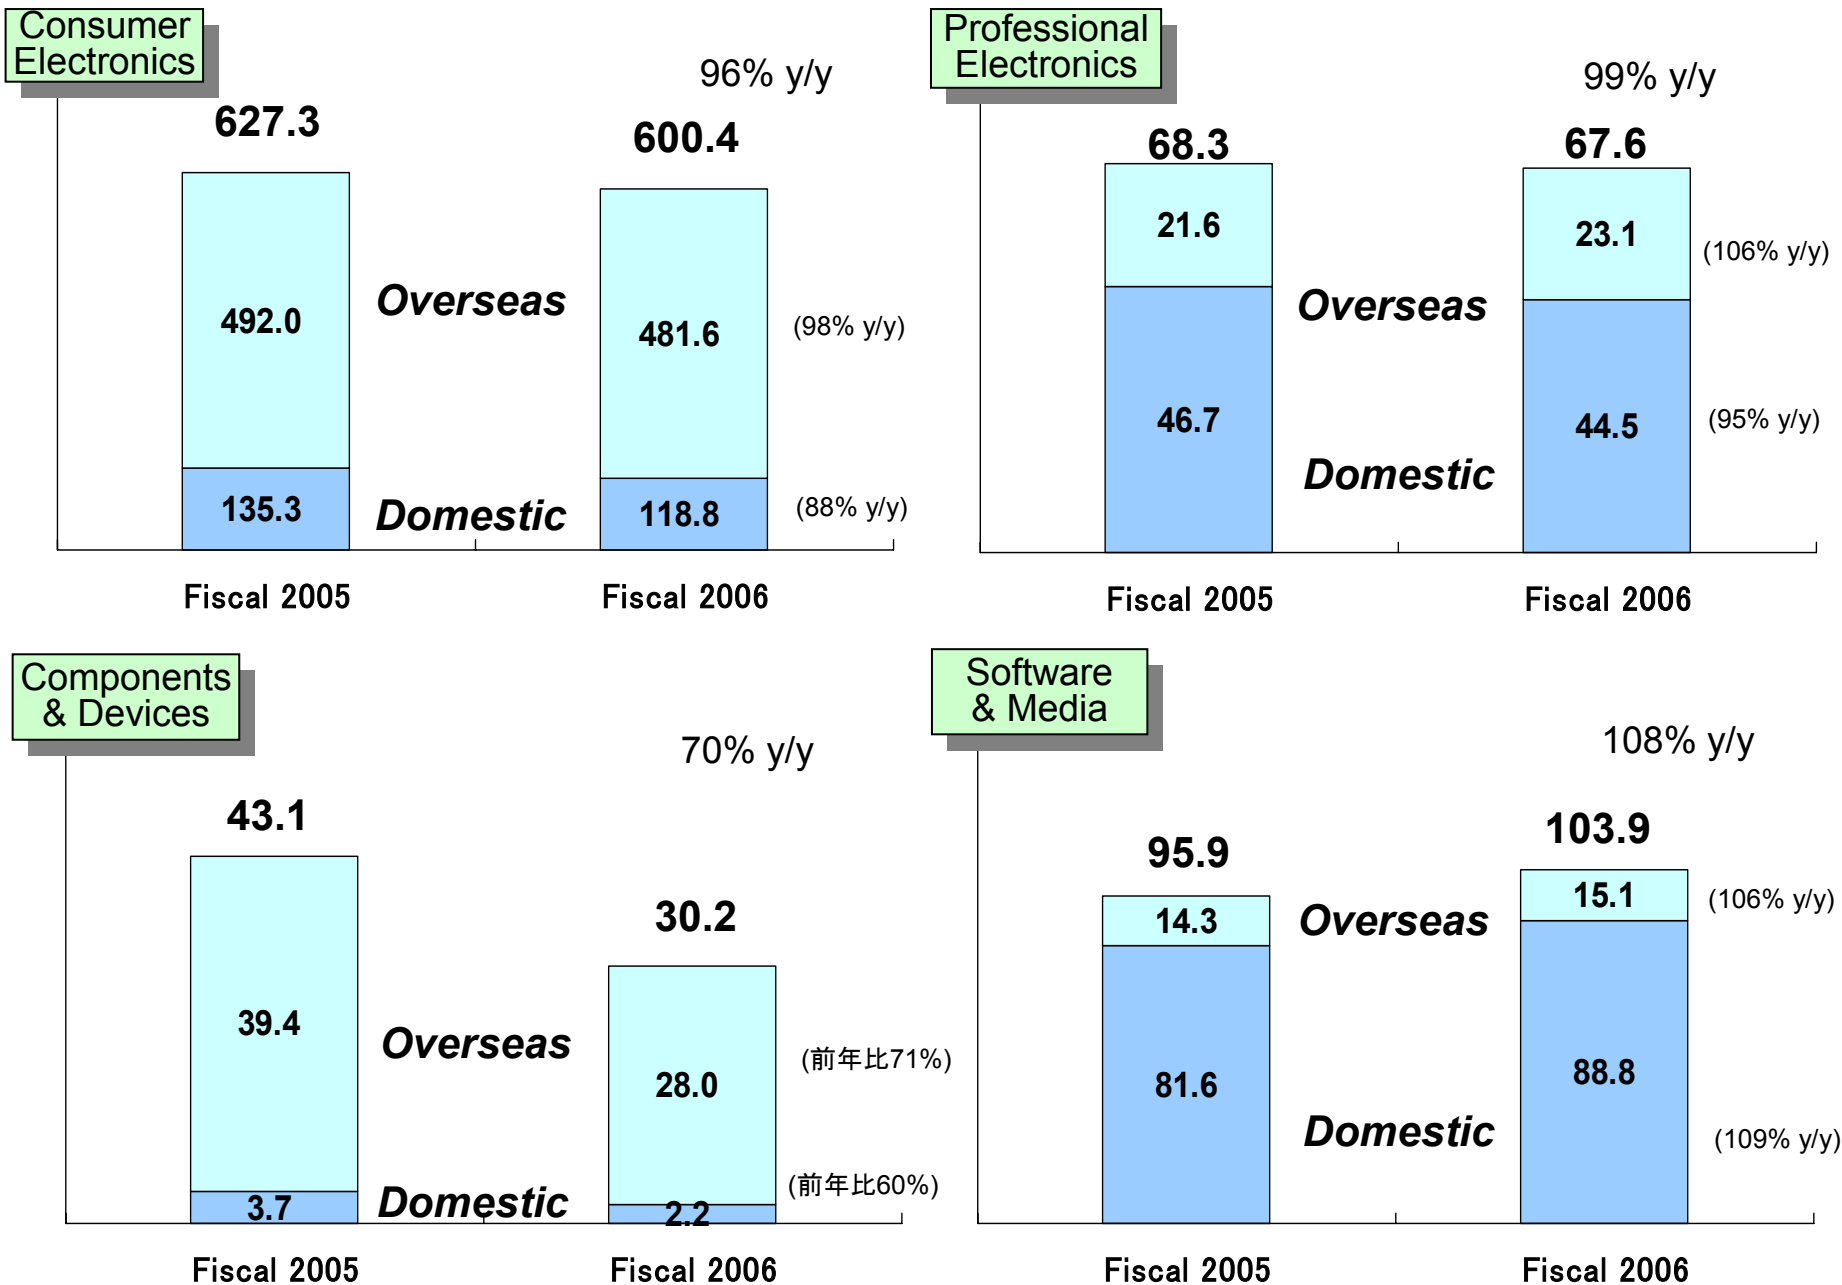 Consumer
Electronics
96% y/y
627.3
600.4
492.0
Overseas
481.6
(98% y/y)
135.3
Domestic
118.8
(88% y/y)
Fiscal 2005
Fiscal 2006
Professional
Electronics
99% y/y
68.3
67.6
21.6
23.1
(106% y/y)
Overseas
46.7
44.5
(95% y/y)
Domestic
Fiscal 2005
Fiscal 2006
Components
& Devices
70% y/y
43.1
30.2
39.4
Overseas
28.0
(前年比71%)
3.7
Domestic
2.2
(前年比60%)
Fiscal 2005
Fiscal 2006
Software
& Media
108% y/y
95.9
103.9
14.3
Overseas
15.1
(106% y/y)
81.6
88.8
Domestic
(109% y/y)
Fiscal 2005
Fiscal 2006